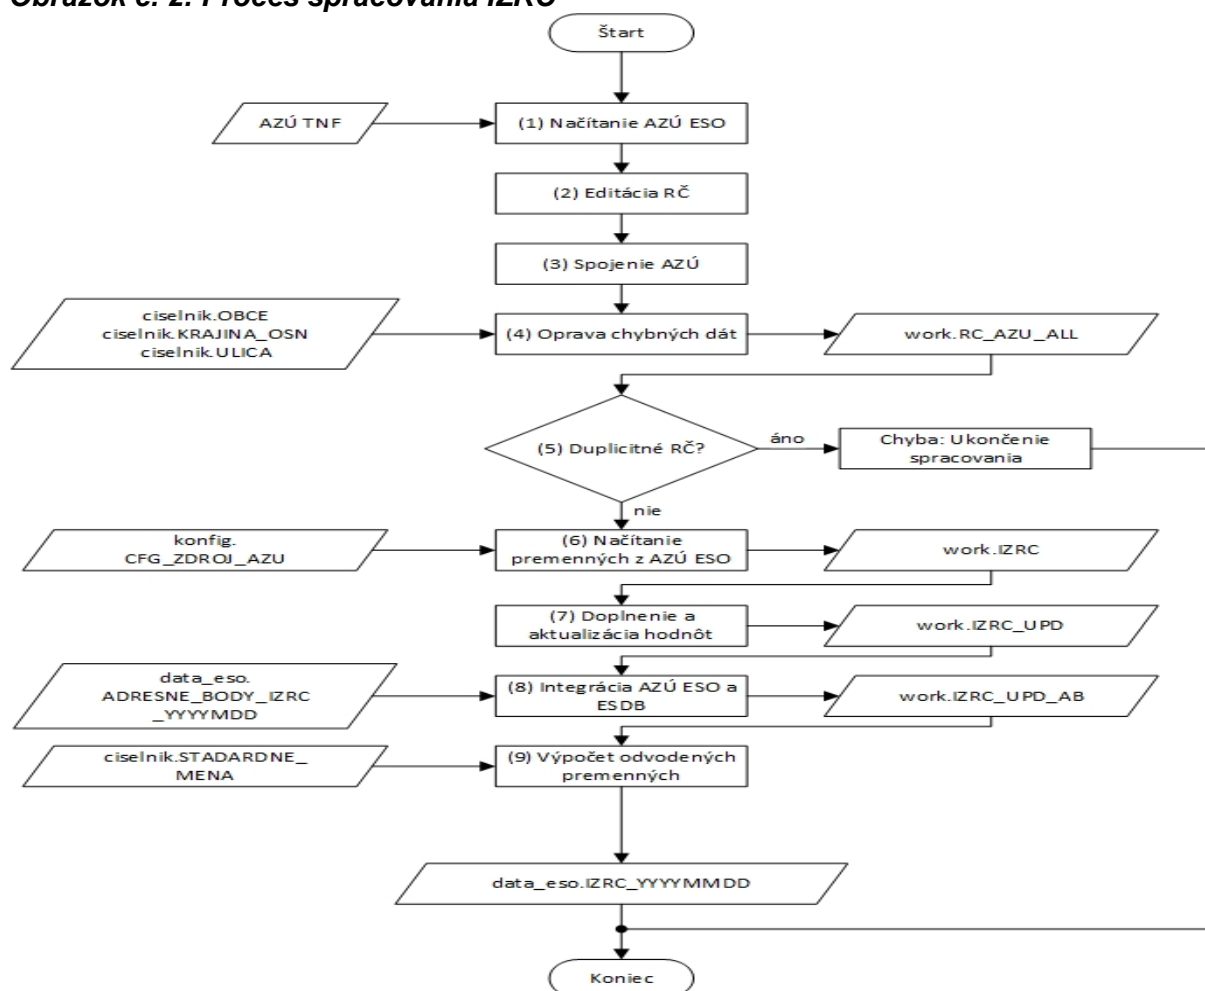 Obrázok č. 2: Proces spracovania IZRC
Štart
AZÚ TNF
(1) Načítanie AZÚ ESO
(2) Editácia RČ
(3) Spojenie AZÚ
ciselnik.OBCE
ciselnik.KRAJINA_OSN
ciselnik.ULICA
(4) Oprava chybných dát
work.RC_AZU_ALL
(5) Duplicitné RČ?
áno
Chyba: Ukončenie
spracovania
nie
konfig.
CFG_ZDROJ_AZU
(6) Načítanie
premenných z AZÚ ESO
work.IZRC
(7) Doplnenie a
aktualizácia hodnôt
work.IZRC_UPD
data_eso.
ADRESNE_BODY_IZRC
_YYYYMDD
(8) Integrácia AZÚ ESO a
ESDB
work.IZRC_UPD_AB
ciselnik.STADARDNE_
MENA
(9) Výpočet odvodených
premenných
data_eso.IZRC_YYYYMMDD
Koniec